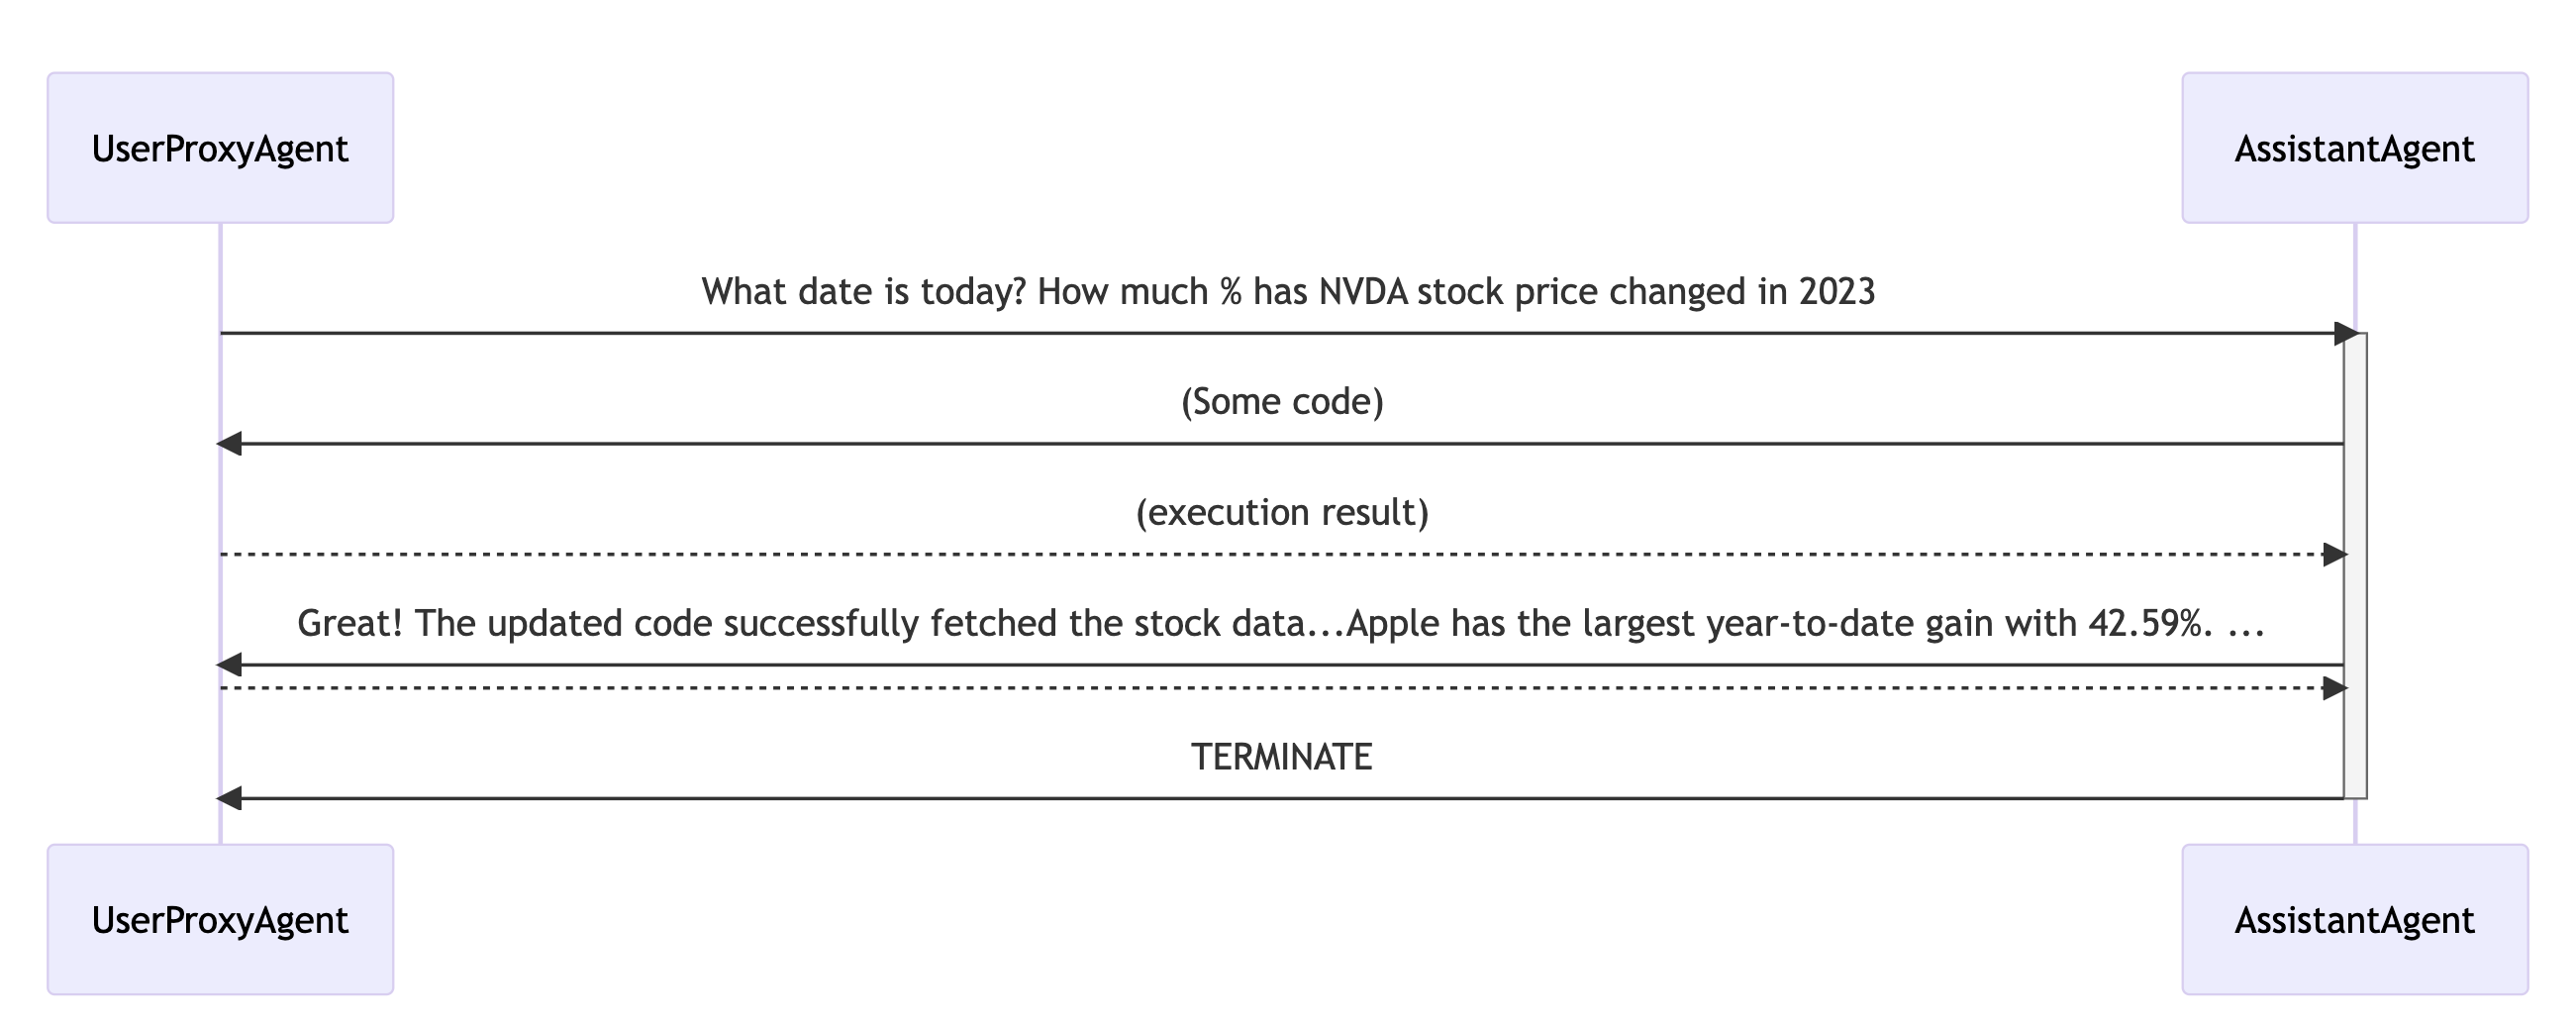 UserProxyAgent
AssistantAgent
What date is today? How much % has NVDA stock price changed in 2023
(Some code)
(execution result)
Great! The updated code successfully fetched the stock data...Apple has the largest year-to-date gain with 42.59%. ...
TERMINATE
UserProxyAgent
AssistantAgent